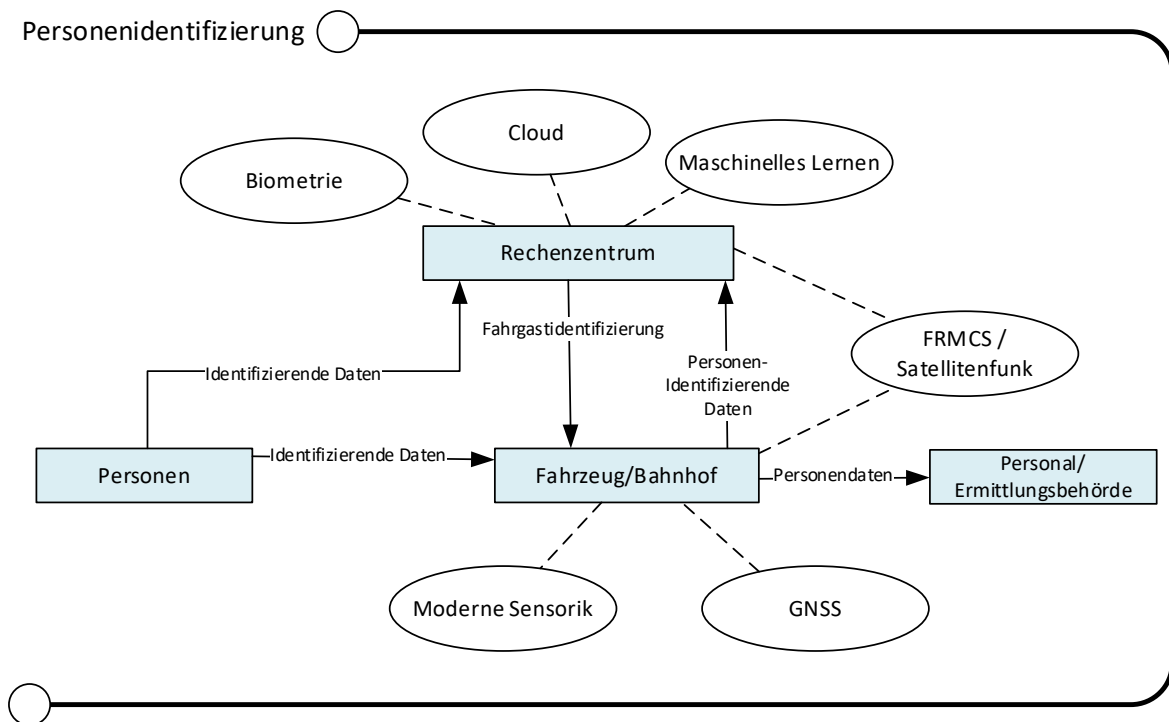 Personenidentifizierung
Cloud
Biometrie
Maschinelles Lernen
Rechenzentrum
Fahrgastidentifizierung
FRMCS /
Satellitenfunk
Personen-
Identifizierende
Daten
Identifizierende Daten
Identifizierende Daten
Personen
Fahrzeug/Bahnhof
Personendaten
Personal/
Ermittlungsbehörde
Moderne Sensorik
GNSS